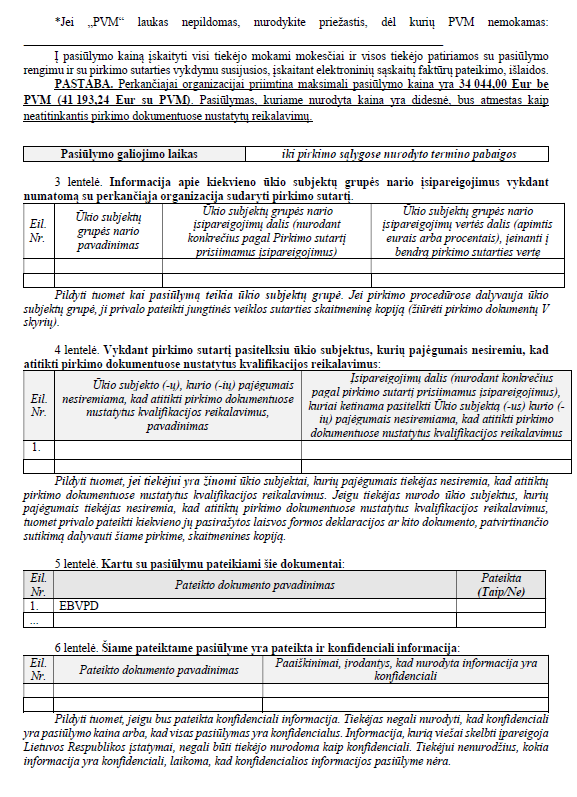 *Jei „PVM“ laukas nepildomas, nurodykite priežastis, dėl kurių PVM nemokamas:
Į pasiūlymo kainą įskaityti visi tiekėjo mokami mokesčiai ir visos tiekėjo patiriamos su pasiūlymo
rengimu ir su pirkimo sutarties vykdymu susijusios, įskaitant elektroninių sąskaitų faktūrų pateikimo, išlaidos.
PASTABA. Perkančiajai organizacijai priimtina maksimali pasiūlymo kaina yra 34 044,00 Eur be
PVM (41 193,24 Eur su PVM). Pasiūlymas, kuriame nurodyta kaina yra didesnė, bus atmestas kaip
neatitinkantis pirkimo dokumentuose nustatytų reikalavimų.
Pasiūlymo galiojimo laikas iki pirkimo sąlygose nurodyto termino pabaigos
3 lentelė. Informacija apie kiekvieno ūkio subjektų grupės nario įsipareigojimus vykdant
numatomą su perkančiąja organizacija sudaryti pirkimo sutartį.
Eil. Nr.
Ūkio subjektų
grupės nario
pavadinimas
Ūkio subjektų grupės nario
įsipareigojimų dalis (nurodant
konkrečius pagal Pirkimo sutartį
prisiimamus įsipareigojimus)
Ūkio subjektų grupės nario
įsipareigojimų vertės dalis (apimtis
eurais arba procentais), įeinanti į
bendrą pirkimo sutarties vertę
Pildyti tuomet kai pasiūlymą teikia ūkio subjektų grupė. Jei pirkimo procedūrose dalyvauja ūkio
subjektų grupė, ji privalo pateikti jungtinės veiklos sutarties skaitmeninę kopiją (žiūrėti pirkimo dokumentų V
skyrių).
4 lentelė. Vykdant pirkimo sutartį pasitelksiu ūkio subjektus, kurių pajėgumais nesiremiu, kad
atitikti pirkimo dokumentuose nustatytus kvalifikacijos reikalavimus:
Eil.
Nr.
Ūkio subjekto (-ų), kurio (-ių) pajėgumais
nesiremiama, kad atitikti pirkimo dokumentuose
nustatytus kvalifikacijos reikalavimus,
pavadinimas
Įsipareigojimų dalis (nurodant konkrečius
pagal pirkimo sutartį prisiimamus įsipareigojimus),
kuriai ketinama pasitelkti Ūkio subjektą (-us) kurio (-
ių) pajėgumais nesiremiama, kad atitikti pirkimo
dokumentuose nustatytus kvalifikacijos reikalavimus
1.
Pildyti tuomet, jei tiekėjui yra žinomi ūkio subjektai, kurių pajėgumais tiekėjas nesiremia, kad atitiktų
pirkimo dokumentuose nustatytus kvalifikacijos reikalavimus. Jeigu tiekėjas nurodo ūkio subjektus, kurių
pajėgumais tiekėjas nesiremia, kad atitiktų pirkimo dokumentuose nustatytus kvalifikacijos reikalavimus,
tuomet privalo pateikti kiekvieno jų pasirašytos laisvos formos deklaracijos ar kito dokumento, patvirtinančio
sutikimą dalyvauti šiame pirkime, skaitmenines kopiją.
5 lentelė. Kartu su pasiūlymu pateikiami šie dokumentai:
Eil.
Nr.
Pateikto dokumento pavadinimas
Pateikta
(Taip/Ne)
1. EBVPD
...
6 lentelė. Šiame pateiktame pasiūlyme yra pateikta ir konfidenciali informacija:
Eil.
Nr.
Pateikto dokumento pavadinimas
Paaiškinimai, įrodantys, kad nurodyta informacija yra
konfidenciali
Pildyti tuomet, jeigu bus pateikta konfidenciali informacija. Tiekėjas negali nurodyti, kad konfidenciali
yra pasiūlymo kaina arba, kad visas pasiūlymas yra konfidencialus. Informacija, kurią viešai skelbti įpareigoja
Lietuvos Respublikos įstatymai, negali būti tiekėjo nurodoma kaip konfidenciali. Tiekėjui nenurodžius, kokia
informacija yra konfidenciali, laikoma, kad konfidencialios informacijos pasiūlyme nėra.